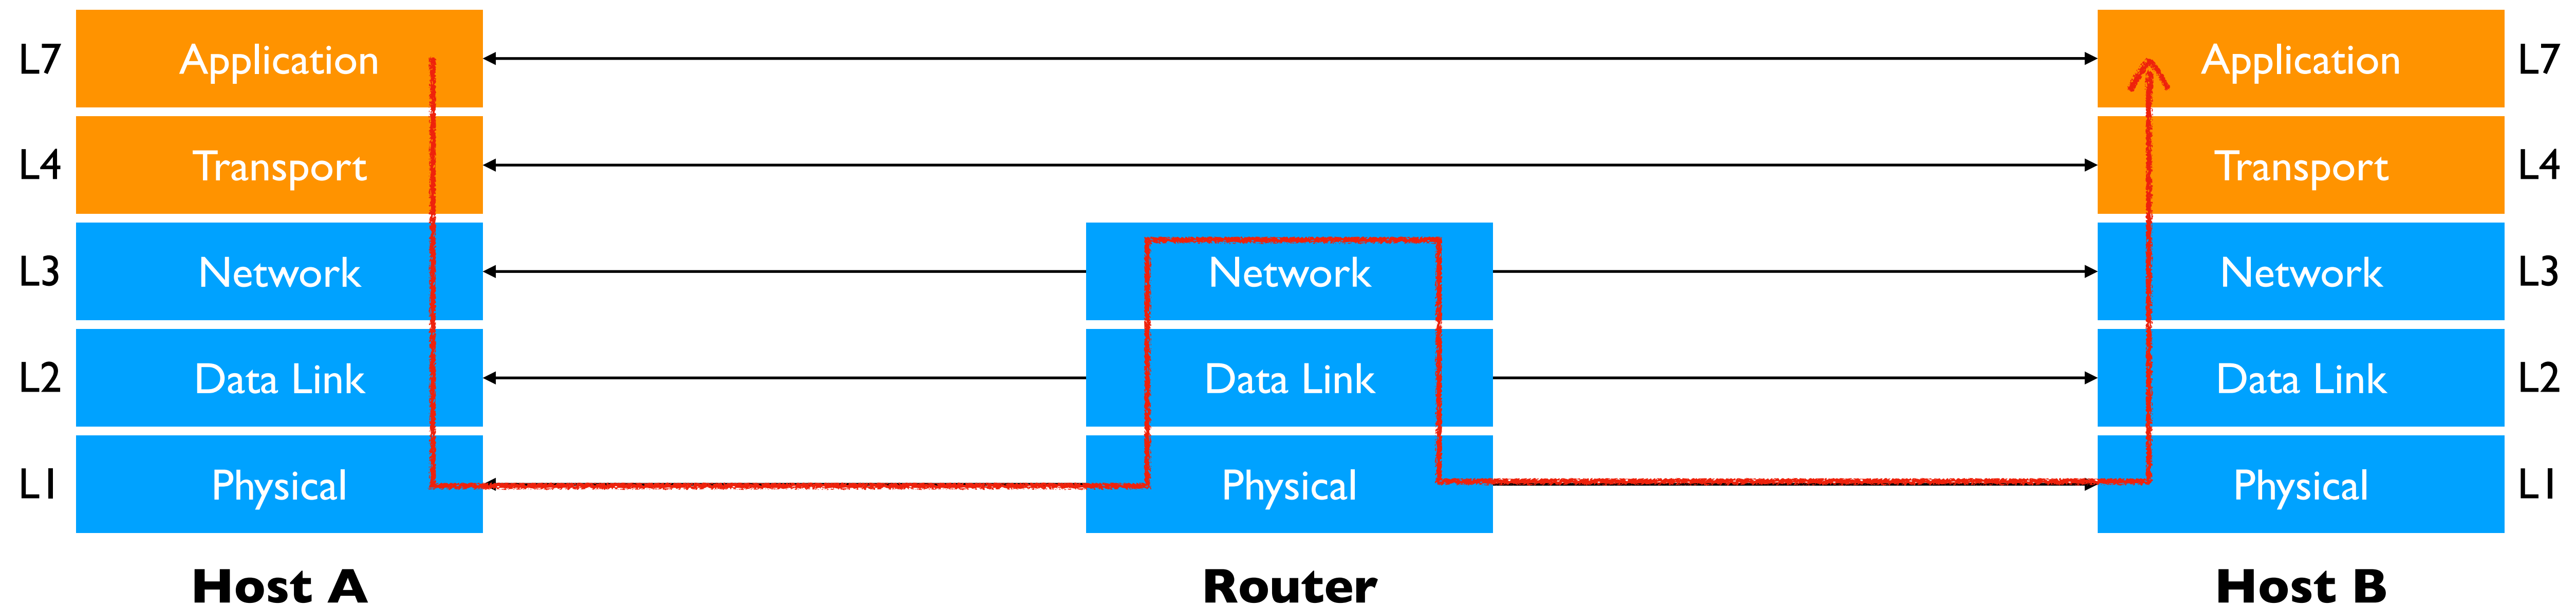 L7 Application Application L7
L4 Transport Transport L4
L3 Network Network Network L3
L2 Data Link Data Link Data Link L2
L1 Physical Physical Physical L1
Host A Router Host B